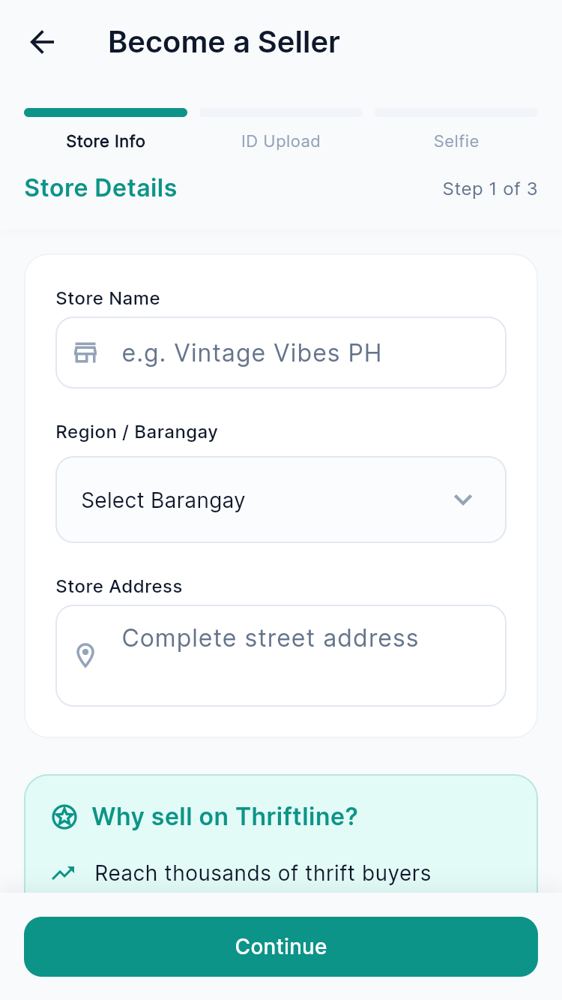 Become a Seller
Store Info
ID Upload
Selfie
Store Details
Step 1 of 3
Store Name
e.g. Vintage Vibes PH
Region / Barangay
Select Barangay
Store Address
Complete street address
Why sell on Thriftline?
Reach thousands of thrift buyers
Continue